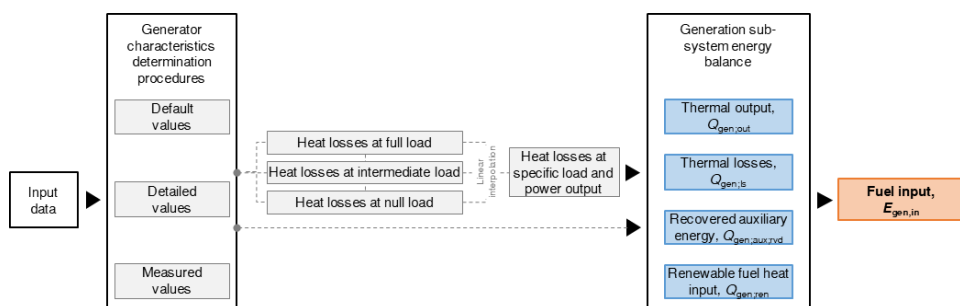 Generator
characteristics
determination
procedures
Default
values
Detailed
values
Measured
values
Input
data
Heat losses at full load
Heat losses at intermediate load
Heat losses at null load
Linear
interpolation
Heat losses at
specific load and
power output
Generation sub-
system energy
balance
Thermal output,
Qgen;out
Thermal losses,
Qgen;ls
Recovered auxiliary
energy, Qgen;aux;rvd
Renewable fuel heat
input, Qgen;ren
Fuel input,
Egen,in